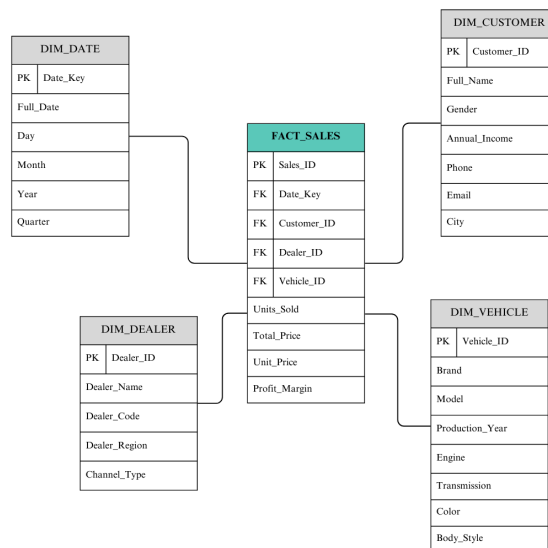 DIM_DATE
PK Date_Key
Full_Date
Day
Month
Year
Quarter
FACT_SALES
PK Sales_ID
FK Date_Key
FK Customer_ID
FK Dealer_ID
FK Vehicle_ID
Units_Sold
Total_Price
Unit_Price
Profit_Margin
DIM_CUSTOMER
PK Customer_ID
Full_Name
Gender
Annual_Income
Phone
Email
City
DIM_DEALER
PK Dealer_ID
Dealer_Name
Dealer_Code
Dealer_Region
Channel_Type
DIM_VEHICLE
PK Vehicle_ID
Brand
Model
Production_Year
Engine
Transmission
Color
Body_Style